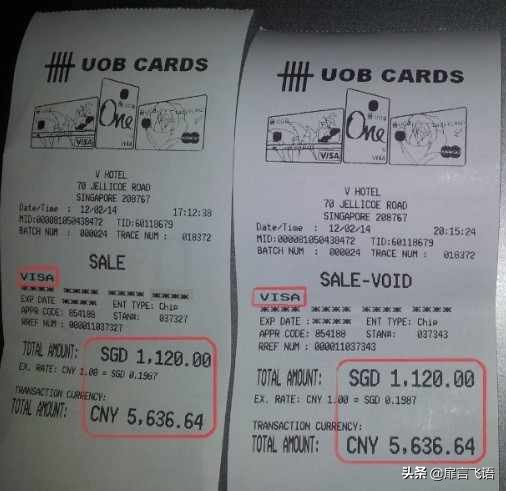 UOB CARDS
One
VISA
V HOTEL
70 JELLICOE ROAD
SINGAPORE 208767
Date/Time : 12/02/14 17:12:38
MID:000081050438472 TID:60118679
BATCH NUM : 000024 TRACE NUM : 018372
SALE
VISA
**** **** **** ****
EXP DATE ENT TYPE: Chip
APPR CODE: 854188 STAN#: 037327
RREF NUM : 000011037327
TOTAL AMOUNT: SGD 1,120.00
EX. RATE: CNY 1.00 = SGD 0.1987
TRANSACTION CURRENCY:
TOTAL AMOUNT: CNY 5,636.64
UOB CARDS
One
VISA
V HOTEL
70 JELLICOE ROAD
SINGAPORE 208767
Date/Time : 12/02/14 20:15:24
MID:000081050438472 TID:60118679
BATCH NUM : 000024 TRACE NUM : 018372
SALE-VOID
VISA
**** **** **** ****
EXP DATE : ENT TYPE: Chip
APPR CODE: 854188 STAN#: 037343
RREF NUM : 000011037343
TOTAL AMOUNT: SGD 1,120.00
EX. RATE: CNY 1.00 = SGD 0.1987
TRANSACTION CURRENCY:
TOTAL AMOUNT: CNY 5,636.64
头条 @扉言飞语